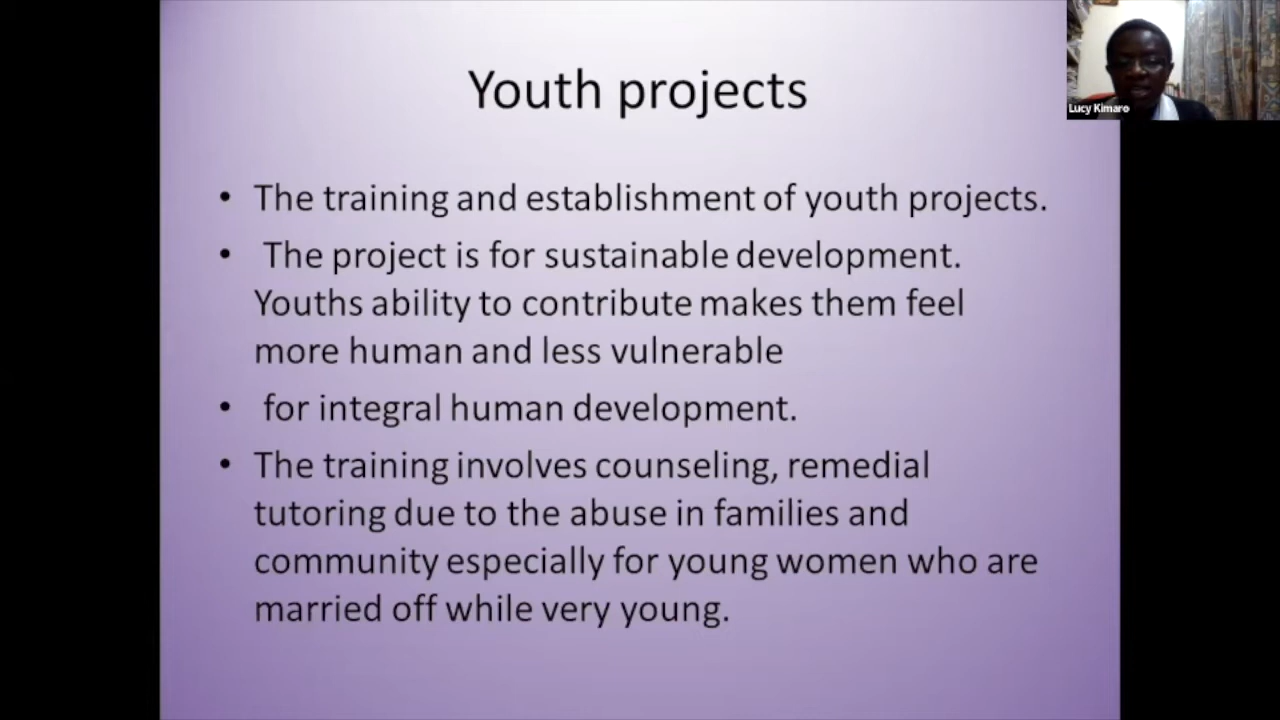 Youth projects
Lucy Kimaro
• The training and establishment of youth projects.
• The project is for sustainable development.
Youths ability to contribute makes them feel
more human and less vulnerable
• for integral human development.
• The training involves counseling, remedial
tutoring due to the abuse in families and
community especially for young women who are
married off while very young.